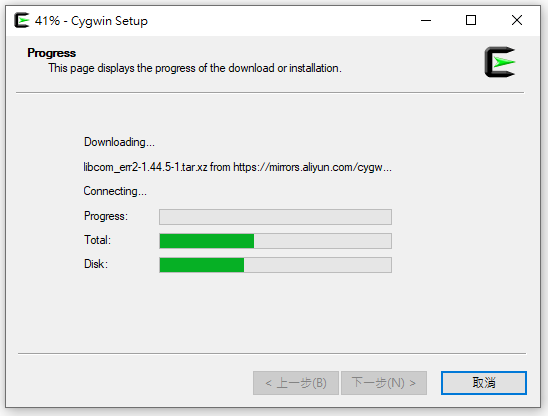 41% - Cygwin Setup
Progress
This page displays the progress of the download or installation.
Downloading...
libcom_err2-1.44.5-1.tar.xz from https://mirrors.aliyun.com/cygw...
Connecting...
Progress:
Total:
Disk:
< 上一步(B)
下一步(N) >
取消